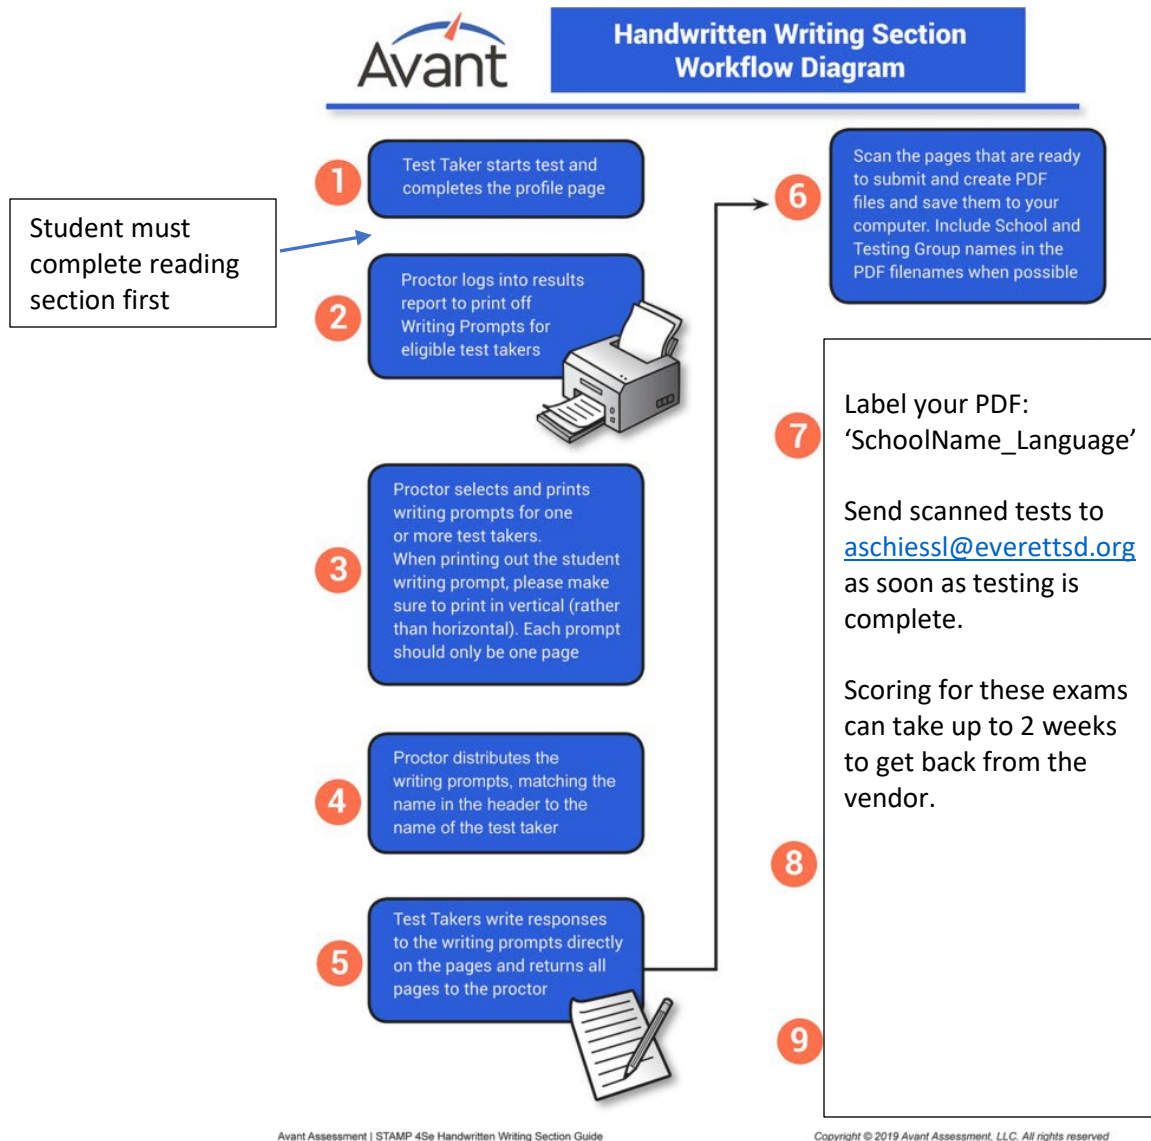 Avant
Handwritten Writing Section
Workflow Diagram
Student must
complete reading
section first
1
Test Taker starts test and
completes the profile page
2
Proctor logs into results
report to print off
Writing Prompts for
eligible test takers
3
Proctor selects and prints
writing prompts for one
or more test takers.
When printing out the student
writing prompt, please make
sure to print in vertical (rather
than horizontal). Each prompt
should only be one page
4
Proctor distributes the
writing prompts, matching the
name in the header to the
name of the test taker
5
Test Takers write responses
to the writing prompts directly
on the pages and returns all
pages to the proctor
6
Scan the pages that are ready
to submit and create PDF
files and save them to your
computer. Include School and
Testing Group names in the
PDF filenames when possible
7
Label your PDF:
‘SchoolName_Language’
Send scanned tests to
aschiessl@everettsd.org
as soon as testing is
complete.
Scoring for these exams
can take up to 2 weeks
to get back from the
vendor.
8
9
Avant Assessment | STAMP 4Se Handwritten Writing Section Guide
Copyright © 2019 Avant Assessment, LLC. All rights reserved